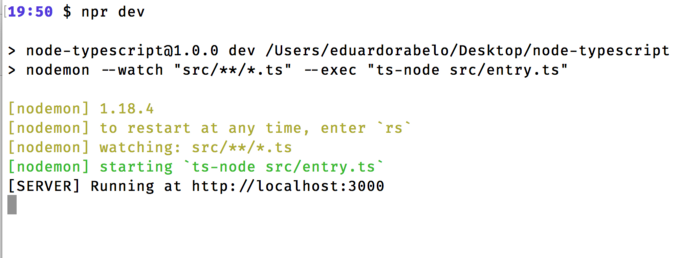 19:50 $ npr dev
> node-typescript@1.0.0 dev /Users/eduardorabelo/Desktop/node-typescript
> nodemon --watch "src/**/*.ts" --exec "ts-node src/entry.ts"
[nodemon] 1.18.4
[nodemon] to restart at any time, enter `rs`
[nodemon] watching: src/**/*.ts
[nodemon] starting `ts-node src/entry.ts`
[SERVER] Running at http://localhost:3000